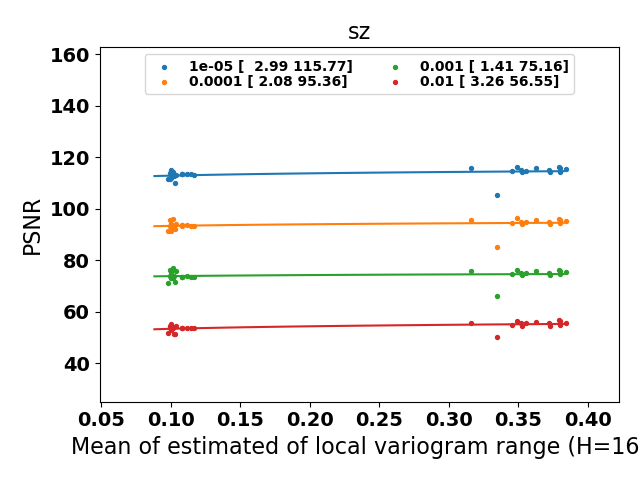 sz
1e-05 [  2.99 115.77]
0.0001 [ 2.08 95.36]
0.001 [ 1.41 75.16]
0.01 [ 3.26 56.55]
PSNR
160
140
120
100
80
60
40
0.05 0.10 0.15 0.20 0.25 0.30 0.35 0.40
Mean of estimated of local variogram range (H=16